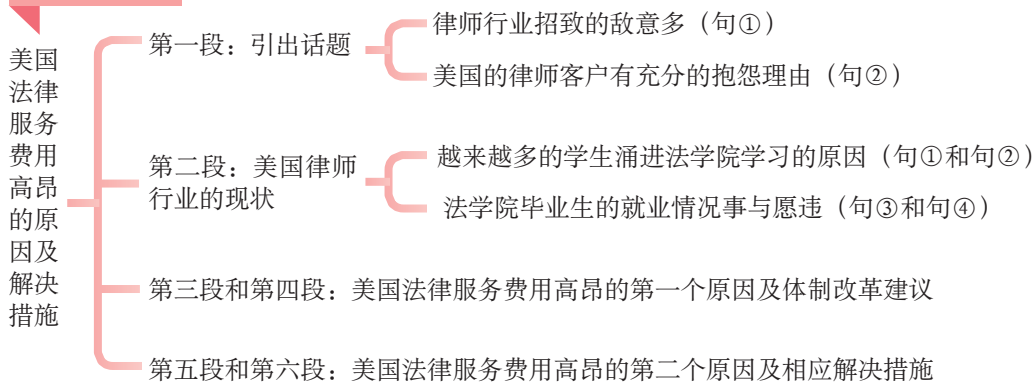 美国
法律
服务
费用
高昂
的原
因及
解决
措施
第一段：引出话题
律师行业招致的敌意多（句①）
美国的律师客户有充分的抱怨理由（句②）
第二段：美国律师
行业的现状
越来越多的学生涌进法学院学习的原因（句①和句②）
法学院毕业生的就业情况事与愿违（句③和句④）
第三段和第四段：美国法律服务费用高昂的第一个原因及体制改革建议
第五段和第六段：美国法律服务费用高昂的第二个原因及相应解决措施